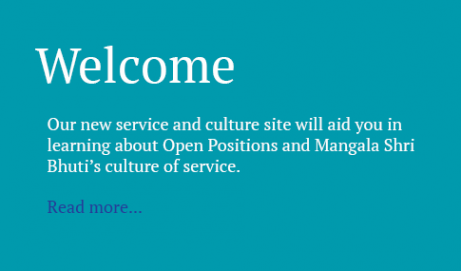 Welcome
Our new service and culture site will aid you in
learning about Open Positions and Mangala Shri
Bhuti’s culture of service.
Read more...